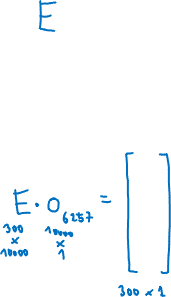 E
E · O6257 = [ ]
300 × 10000
10000 × 1
300 × 1